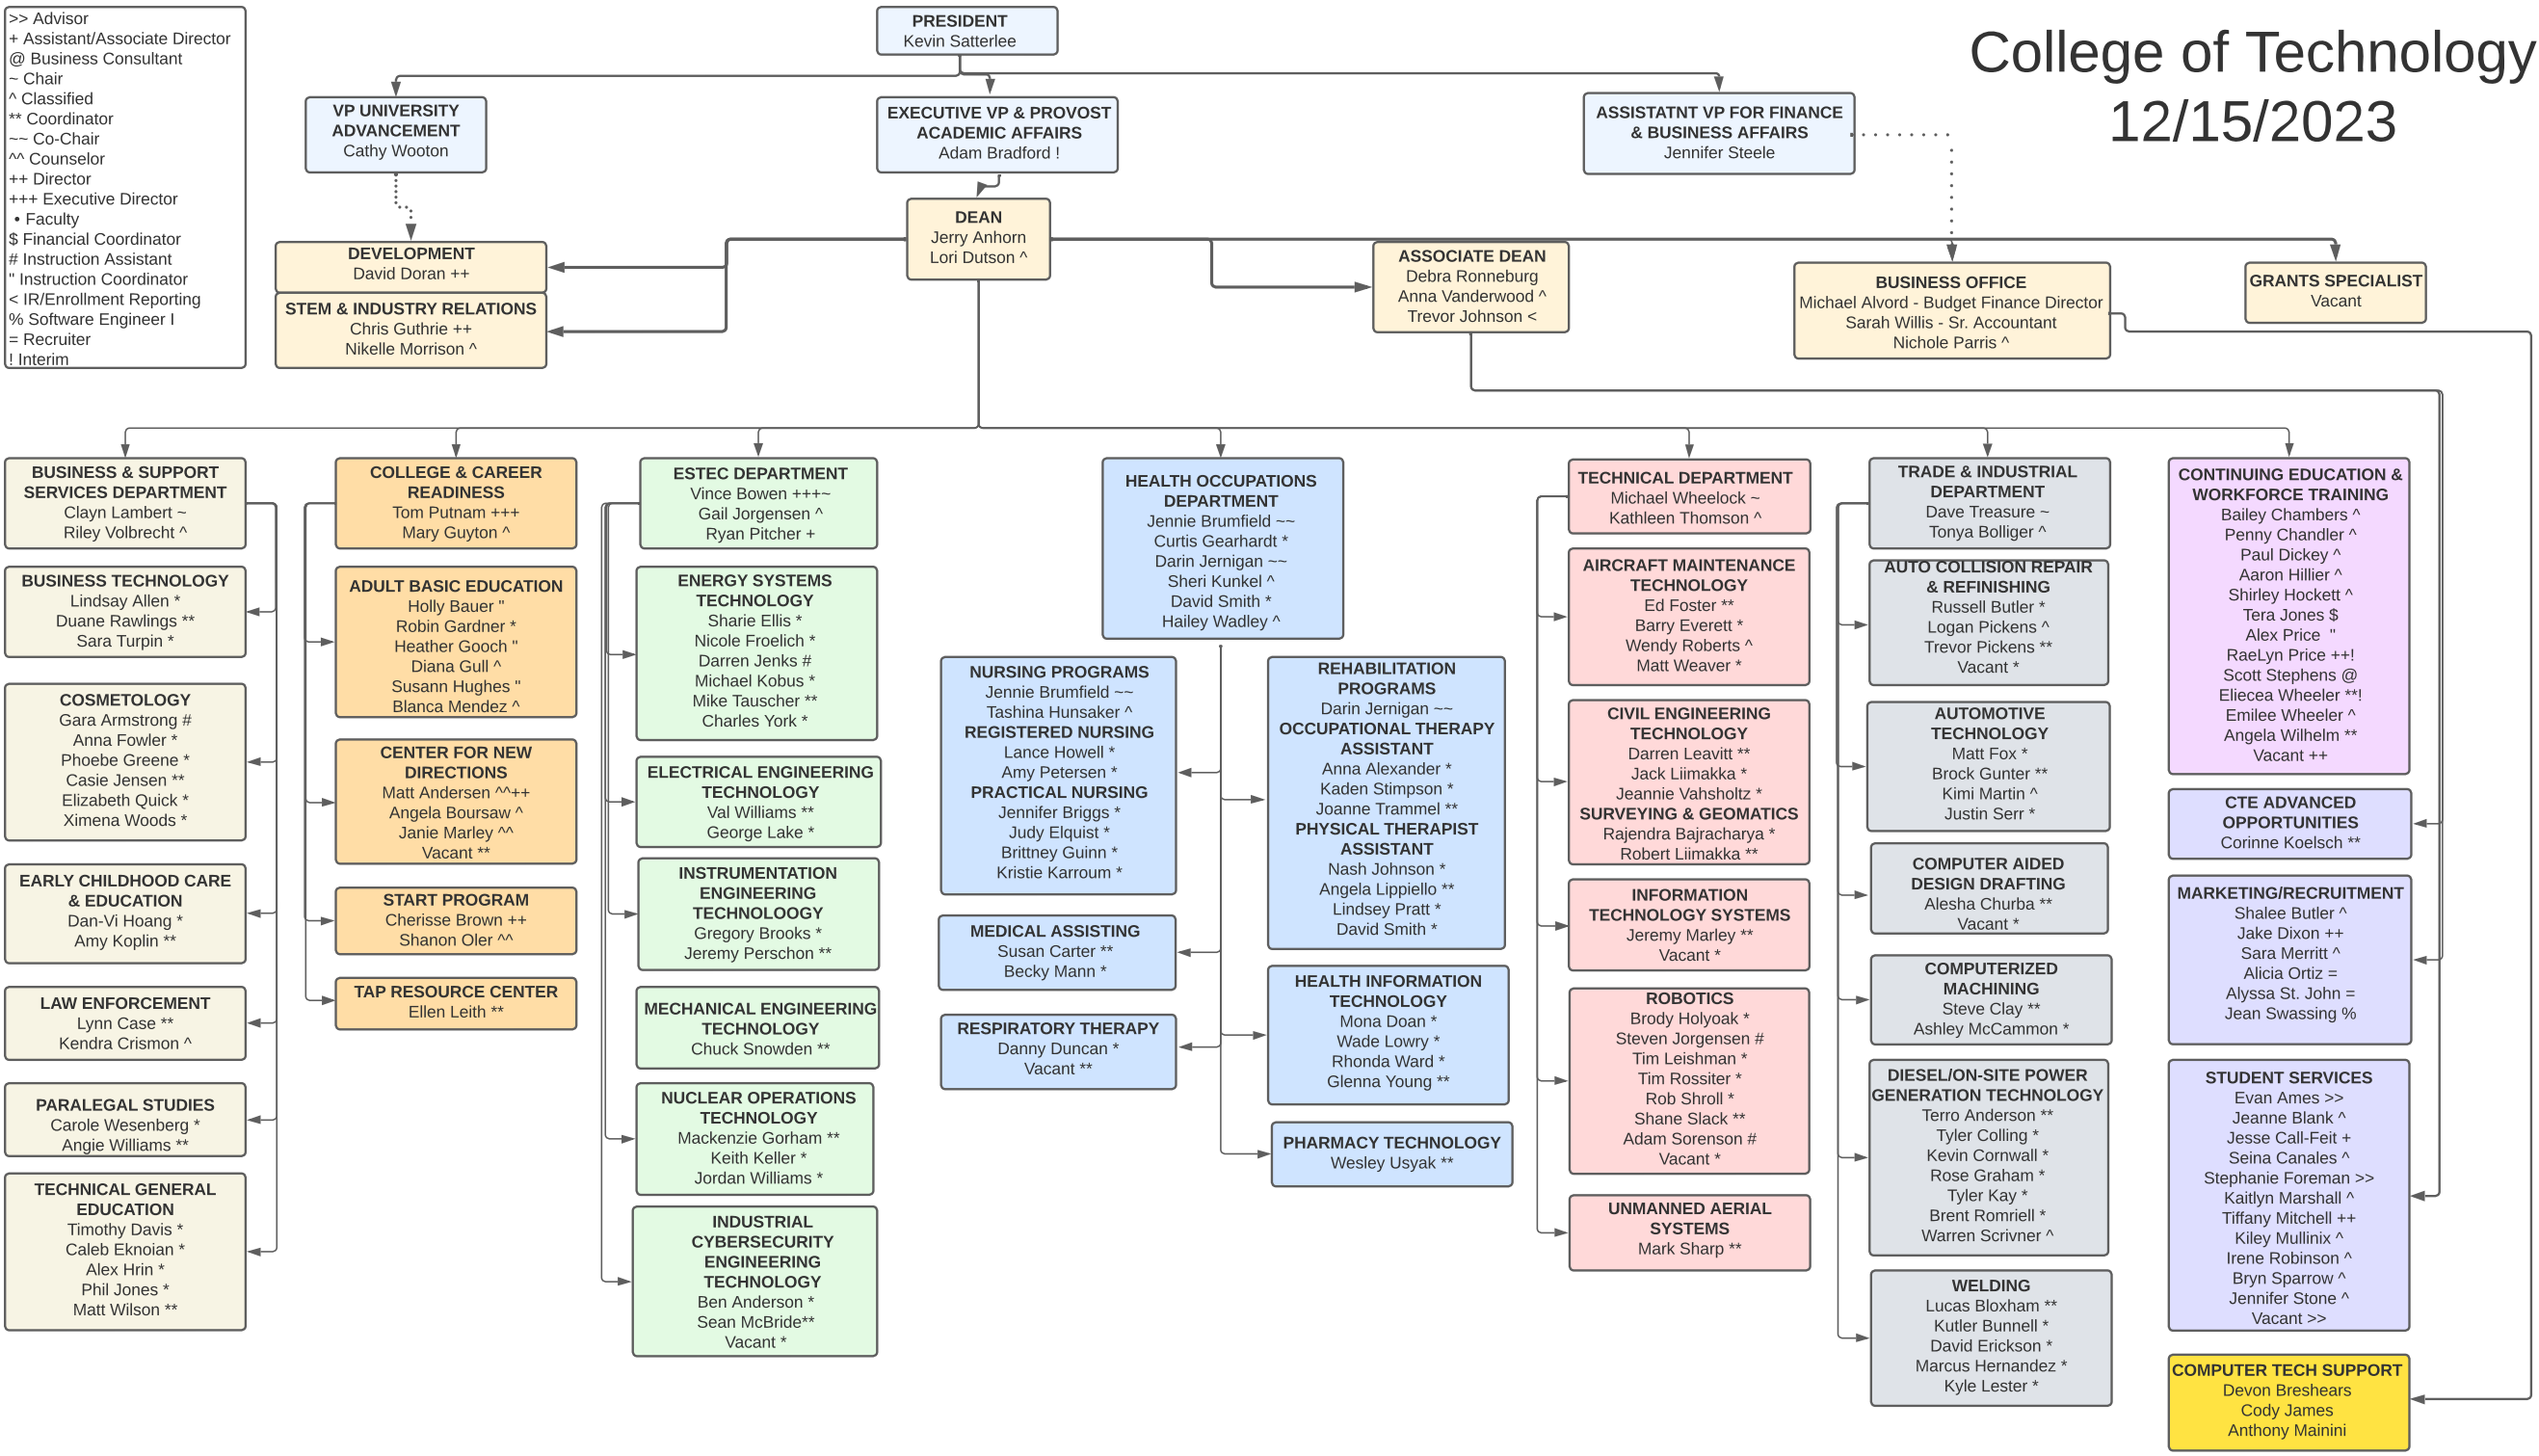 >> Advisor
+ Assistant/Associate Director
@ Business Consultant
~ Chair
^ Classified
** Coordinator
~~ Co-Chair
^^ Counselor
++ Director
+++ Executive Director
• Faculty
$ Financial Coordinator
# Instruction Assistant
" Instruction Coordinator
< IR/Enrollment Reporting
% Software Engineer I
= Recruiter
! Interim
PRESIDENT
Kevin Satterlee
College of Technology
12/15/2023
VP UNIVERSITY
ADVANCEMENT
Cathy Wooton
EXECUTIVE VP & PROVOST
ACADEMIC AFFAIRS
Adam Bradford !
ASSISTATNT VP FOR FINANCE
& BUSINESS AFFAIRS
Jennifer Steele
DEAN
Jerry Anhorn
Lori Dutson ^
DEVELOPMENT
David Doran ++
STEM & INDUSTRY RELATIONS
Chris Guthrie ++
Nikelle Morrison ^
ASSOCIATE DEAN
Debra Ronneburg
Anna Vanderwood ^
Trevor Johnson <
BUSINESS OFFICE
Michael Alvord - Budget Finance Director
Sarah Willis - Sr. Accountant
Nichole Parris ^
GRANTS SPECIALIST
Vacant
BUSINESS & SUPPORT
SERVICES DEPARTMENT
Clayn Lambert ~
Riley Volbrecht ^
BUSINESS TECHNOLOGY
Lindsay Allen *
Duane Rawlings **
Sara Turpin *
COSMETOLOGY
Gara Armstrong #
Anna Fowler *
Phoebe Greene *
Casie Jensen **
Elizabeth Quick *
Ximena Woods *
EARLY CHILDHOOD CARE
& EDUCATION
Dan-Vi Hoang *
Amy Koplin **
LAW ENFORCEMENT
Lynn Case **
Kendra Crismon ^
PARALEGAL STUDIES
Carole Wesenberg *
Angie Williams **
TECHNICAL GENERAL
EDUCATION
Timothy Davis *
Caleb Eknoian *
Alex Hrin *
Phil Jones *
Matt Wilson **
COLLEGE & CAREER
READINESS
Tom Putnam +++
Mary Guyton ^
ADULT BASIC EDUCATION
Holly Bauer "
Robin Gardner *
Heather Gooch "
Diana Gull ^
Susann Hughes "
Blanca Mendez ^
CENTER FOR NEW
DIRECTIONS
Matt Andersen ^^++
Angela Boursaw ^
Janie Marley ^^
Vacant **
START PROGRAM
Cherisse Brown ++
Shanon Oler ^^
TAP RESOURCE CENTER
Ellen Leith **
ESTEC DEPARTMENT
Vince Bowen +++~
Gail Jorgensen ^
Ryan Pitcher +
ENERGY SYSTEMS
TECHNOLOGY
Sharie Ellis *
Nicole Froelich *
Darren Jenks #
Michael Kobus *
Mike Tauscher **
Charles York *
ELECTRICAL ENGINEERING
TECHNOLOGY
Val Williams **
George Lake *
INSTRUMENTATION
ENGINEERING
TECHNOLOOGY
Gregory Brooks *
Jeremy Perschon **
MECHANICAL ENGINEERING
TECHNOLOGY
Chuck Snowden **
NUCLEAR OPERATIONS
TECHNOLOGY
Mackenzie Gorham **
Keith Keller *
Jordan Williams *
INDUSTRIAL
CYBERSECURITY
ENGINEERING
TECHNOLOGY
Ben Anderson *
Sean McBride**
Vacant *
HEALTH OCCUPATIONS
DEPARTMENT
Jennie Brumfield ~~
Curtis Gearhardt *
Darin Jernigan ~~
Sheri Kunkel ^
David Smith *
Hailey Wadley ^
NURSING PROGRAMS
Jennie Brumfield ~~
Tashina Hunsaker ^
REGISTERED NURSING
Lance Howell *
Amy Petersen *
PRACTICAL NURSING
Jennifer Briggs *
Judy Elquist *
Brittney Guinn *
Kristie Karroum *
MEDICAL ASSISTING
Susan Carter **
Becky Mann *
RESPIRATORY THERAPY
Danny Duncan *
Vacant **
REHABILITATION
PROGRAMS
Darin Jernigan ~~
OCCUPATIONAL THERAPY
ASSISTANT
Anna Alexander *
Kaden Stimpson *
Joanne Trammel **
PHYSICAL THERAPIST
ASSISTANT
Nash Johnson *
Angela Lippiello **
Lindsey Pratt *
David Smith *
HEALTH INFORMATION
TECHNOLOGY
Mona Doan *
Wade Lowry *
Rhonda Ward *
Glenna Young **
PHARMACY TECHNOLOGY
Wesley Usyak **
TECHNICAL DEPARTMENT
Michael Wheelock ~
Kathleen Thomson ^
AIRCRAFT MAINTENANCE
TECHNOLOGY
Ed Foster **
Barry Everett *
Wendy Roberts ^
Matt Weaver *
CIVIL ENGINEERING
TECHNOLOGY
Darren Leavitt **
Jack Liimakka *
Jeannie Vahsholtz *
SURVEYING & GEOMATICS
Rajendra Bajracharya *
Robert Liimakka **
INFORMATION
TECHNOLOGY SYSTEMS
Jeremy Marley **
Vacant *
ROBOTICS
Brody Holyoak *
Steven Jorgensen #
Tim Leishman *
Tim Rossiter *
Rob Shroll *
Shane Slack **
Adam Sorenson #
Vacant *
UNMANNED AERIAL
SYSTEMS
Mark Sharp **
TRADE & INDUSTRIAL
DEPARTMENT
Dave Treasure ~
Tonya Bolliger ^
AUTO COLLISION REPAIR
& REFINISHING
Russell Butler *
Logan Pickens ^
Trevor Pickens **
Vacant *
AUTOMOTIVE
TECHNOLOGY
Matt Fox *
Brock Gunter **
Kimi Martin ^
Justin Serr *
COMPUTER AIDED
DESIGN DRAFTING
Alesha Churba **
Vacant *
COMPUTERIZED
MACHINING
Steve Clay **
Ashley McCammon *
DIESEL/ON-SITE POWER
GENERATION TECHNOLOGY
Terro Anderson **
Tyler Colling *
Kevin Cornwall *
Rose Graham *
Tyler Kay *
Brent Romriell *
Warren Scrivner ^
WELDING
Lucas Bloxham **
Kutler Bunnell *
David Erickson *
Marcus Hernandez *
Kyle Lester *
CONTINUING EDUCATION &
WORKFORCE TRAINING
Bailey Chambers ^
Penny Chandler ^
Paul Dickey ^
Aaron Hillier ^
Shirley Hockett ^
Tera Jones $
Alex Price "
RaeLyn Price ++!
Scott Stephens @
Eliecea Wheeler **!
Emilee Wheeler ^
Angela Wilhelm **
Vacant ++
CTE ADVANCED
OPPORTUNITIES
Corinne Koelsch **
MARKETING/RECRUITMENT
Shalee Butler ^
Jake Dixon ++
Sara Merritt ^
Alicia Ortiz =
Alyssa St. John =
Jean Swassing %
STUDENT SERVICES
Evan Ames >>
Jeanne Blank ^
Jesse Call-Feit +
Seina Canales ^
Stephanie Foreman >>
Kaitlyn Marshall ^
Tiffany Mitchell ++
Kiley Mullinix ^
Irene Robinson ^
Bryn Sparrow ^
Jennifer Stone ^
Vacant >>
COMPUTER TECH SUPPORT
Devon Breshears
Cody James
Anthony Mainini